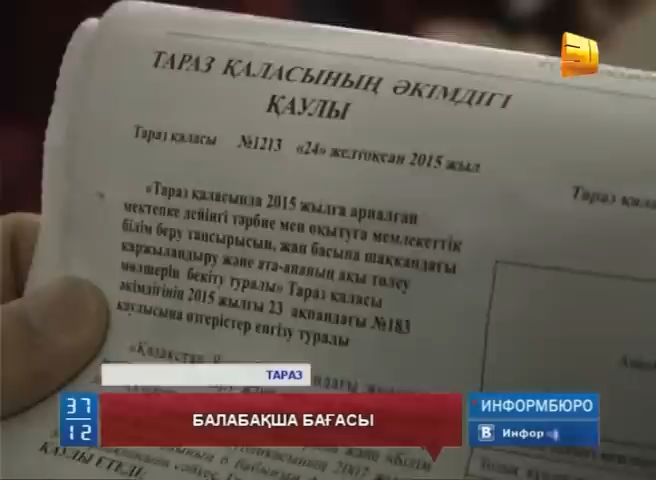 ТАРАЗ ҚАЛАСЫНЫҢ ӘКІМДІГІ
ҚАУЛЫ
Тараз қаласы №1213 «24» желтоқсан 2015 жыл
«Тараз қаласында 2015 жылға арналған
мектепке дейінгі тәрбие мен оқытуға мемлекеттік
білім беру тапсырысын, жан басына шаққандағы
қаржыландыру және ата-ананың ақы төлеу
мөлшерін бекіту туралы» Тараз қаласы
әкімдігінің 2015 жылғы 23 ақпандағы №183
қаулысына өзгерістер енгізу туралы
«Қазақстан
Тараз
ҚАУЛЫ ЕТЕДІ:
ТАРАЗ
37
12
БАЛАБАҚША БАҒАСЫ
ИНФОРМБЮРО
В Инфор